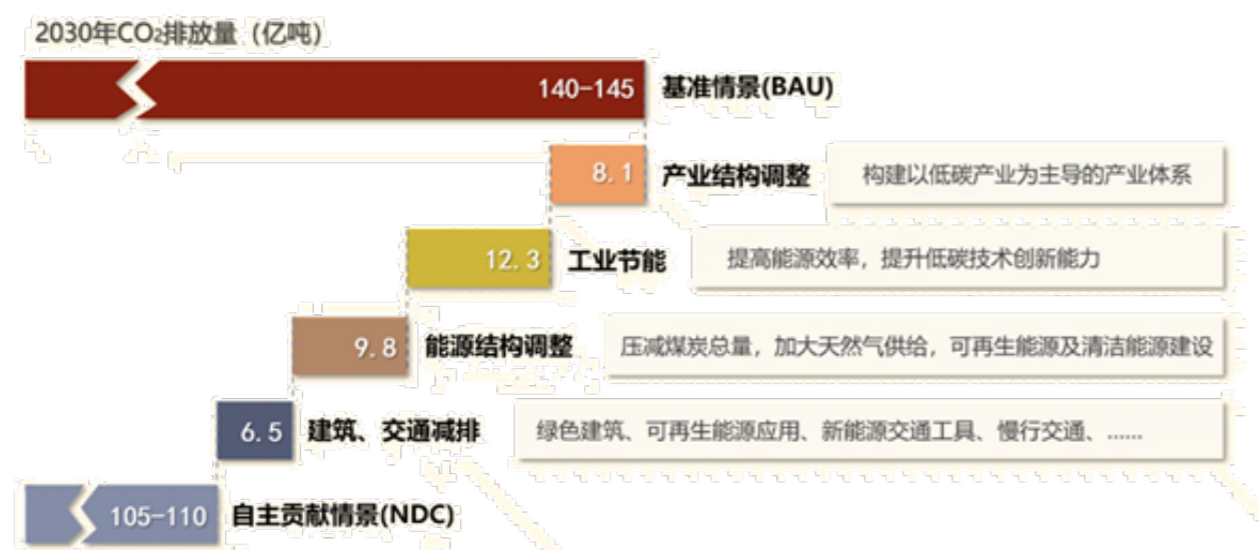 2030年CO₂排放量（亿吨）
140-145 基准情景(BAU)
8.1 产业结构调整 构建以低碳产业为主导的产业体系
12.3 工业节能 提高能源效率，提升低碳技术创新能力
9.8 能源结构调整 压减煤炭总量，加大天然气供给，可再生能源及清洁能源建设
6.5 建筑、交通减排 绿色建筑、可再生能源应用、新能源交通工具、慢行交通、……
105-110 自主贡献情景(NDC)